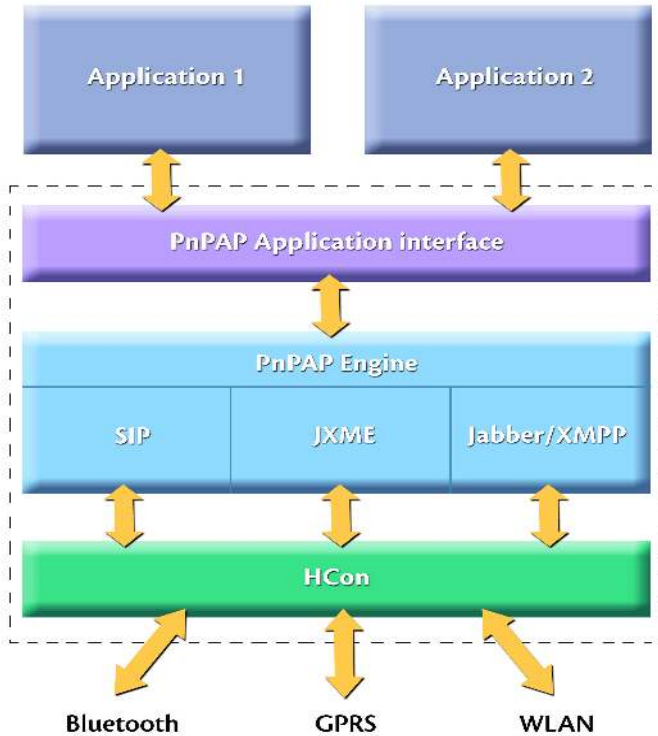 Application 1
Application 2
PnPAP Application interface
PnPAP Engine
SIP
JXME
Jabber/XMPP
HCon
Bluetooth
GPRS
WLAN